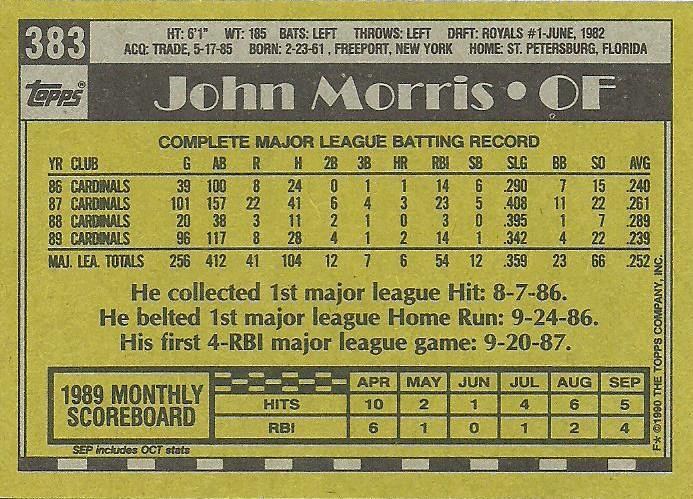 383
HT: 6'1" WT: 185 BATS: LEFT THROWS: LEFT DRFT: ROYALS #1-JUNE, 1982
ACQ: TRADE, 5-17-85 BORN: 2-23-61 , FREEPORT, NEW YORK HOME: ST. PETERSBURG, FLORIDA
Topps®
John Morris • OF
COMPLETE MAJOR LEAGUE BATTING RECORD
YR CLUB G AB R H 2B 3B HR RBI SB SLG BB SO AVG
86 CARDINALS 39 100 8 24 0 1 1 14 6 .290 7 15 .240
87 CARDINALS 101 157 22 41 6 4 3 23 5 .408 11 22 .261
88 CARDINALS 20 38 3 11 2 1 0 3 0 .395 1 7 .289
89 CARDINALS 96 117 8 28 4 1 2 14 1 .342 4 22 .239
MAJ. LEA. TOTALS 256 412 41 104 12 7 6 54 12 .359 23 66 .252
He collected 1st major league Hit: 8-7-86.
He belted 1st major league Home Run: 9-24-86.
His first 4-RBI major league game: 9-20-87.
1989 MONTHLY
SCOREBOARD
APR MAY JUN JUL AUG SEP
HITS 10 2 1 4 6 5
RBI 6 1 0 1 2 4
SEP includes OCT stats
F* ©1990 THE TOPPS COMPANY, INC.